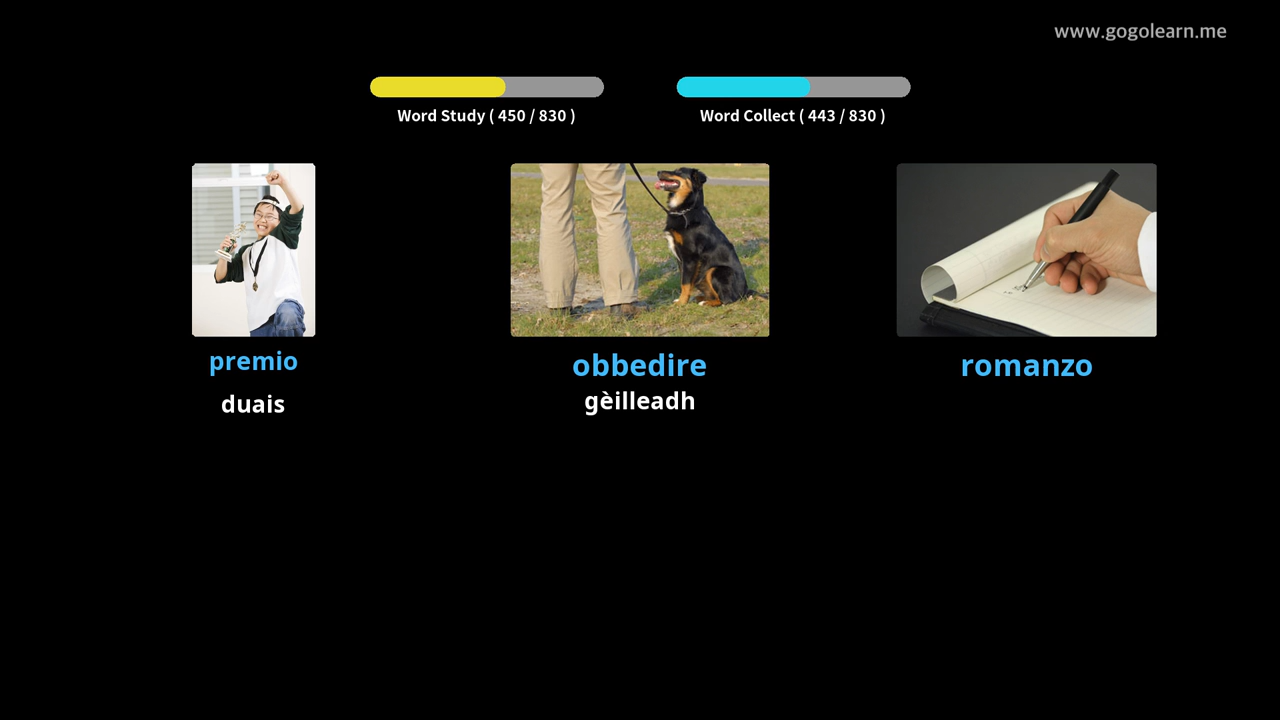 www.gogolearn.me
Word Study ( 450 / 830 )
Word Collect ( 443 / 830 )
premio
duais
obbedire
gèilleadh
romanzo